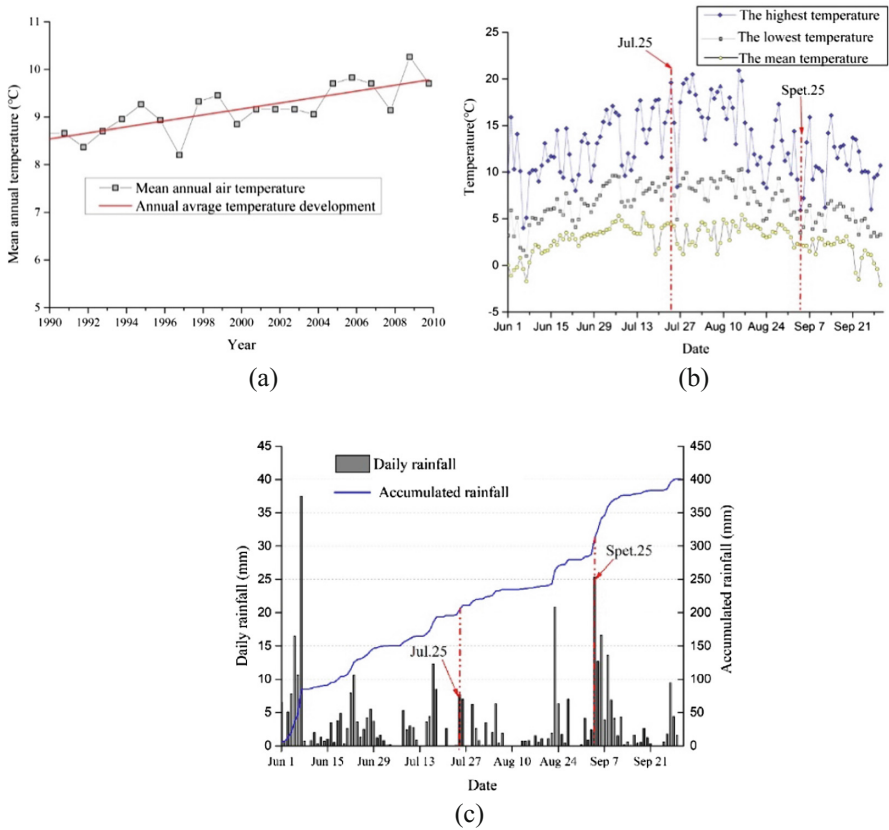 11
10
9
8
7
6
5
Mean annual temperature (℃)
Mean annual air temperature
Annual avrage temperature development
1990 1992 1994 1996 1998 2000 2002 2004 2006 2008 2010
Year
(a)
The highest temperature
The lowest temperature
The mean temperature
25
20
15
10
5
0
-5
Temperature(℃)
Jul.25
Spet.25
Jun 1 Jun 15 Jun 29 Jul 13 Jul 27 Aug 10 Aug 24 Sep 7 Sep 21
Date
(b)
45
40
35
30
25
20
15
10
5
0
Daily rainfall (mm)
Daily rainfall
Accumulated rainfall
Jul.25
Spet.25
450
400
350
300
250
200
150
100
50
0
Accumulated rainfall (mm)
Jun 1 Jun 15 Jun 29 Jul 13 Jul 27 Aug 10 Aug 24 Sep 7 Sep 21
Date
(c)